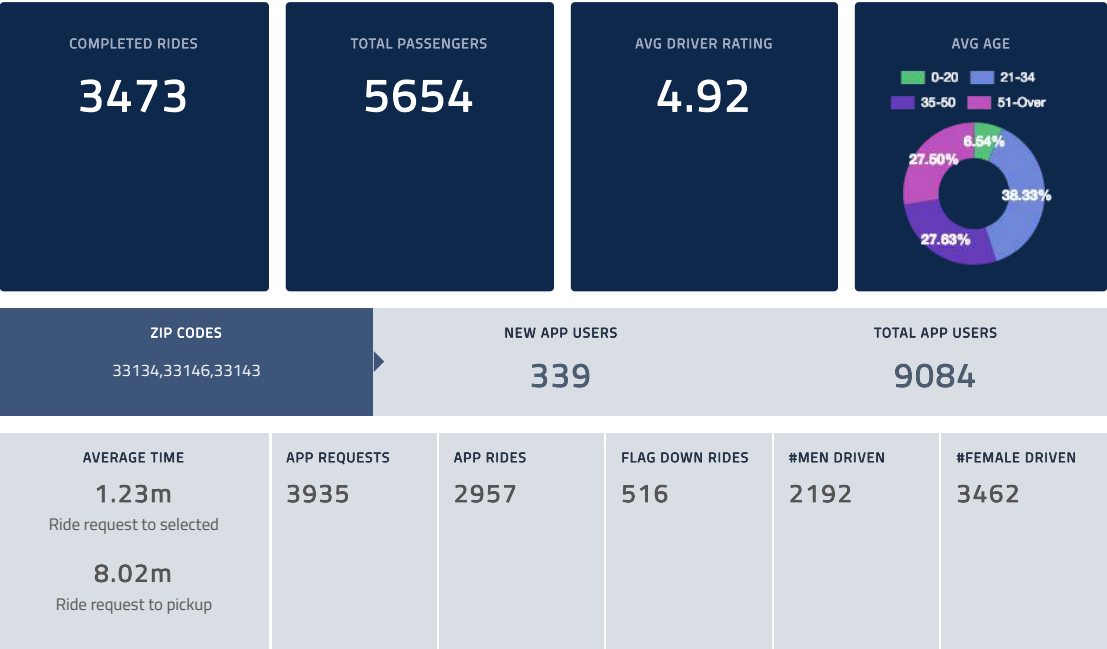 COMPLETED RIDES
3473
TOTAL PASSENGERS
5654
AVG DRIVER RATING
4.92
AVG AGE
0-20 21-34
35-50 51-Over
6.54%
27.50%
38.33%
27.63%
ZIP CODES
33134,33146,33143
NEW APP USERS
339
TOTAL APP USERS
9084
AVERAGE TIME
1.23m
Ride request to selected
8.02m
Ride request to pickup
APP REQUESTS
3935
APP RIDES
2957
FLAG DOWN RIDES
516
#MEN DRIVEN
2192
#FEMALE DRIVEN
3462